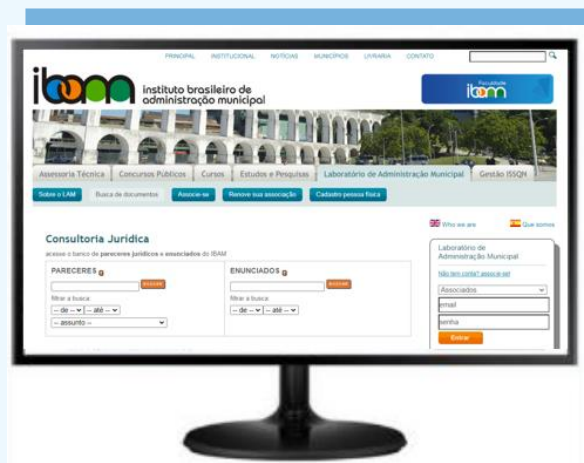 PRINCIPAL INSTITUCIONAL NOTÍCIAS MUNICÍPIOS LIVRARIA CONTATO
ibam
instituto brasileiro de
administração municipal
Faculdade
ibam
Assessoria Técnica Concursos Públicos Cursos Estudos e Pesquisas Laboratório de Administração Municipal Gestão ISSQN
Sobre o LAM Busca de documentos Associe-se Renove sua associação Cadastro pessoa física
Who we are Que somos
Consultoria Jurídica
acesse o banco de pareceres jurídicos e enunciados do IBAM
PARECERES
BUSCAR
filtrar a busca
-- de -- -- até --
-- assunto --
ENUNCIADOS
BUSCAR
filtrar a busca
-- de -- -- até --
Laboratório de
Administração Municipal
Não tem conta? associe-se!
Associados
email
senha
Entrar